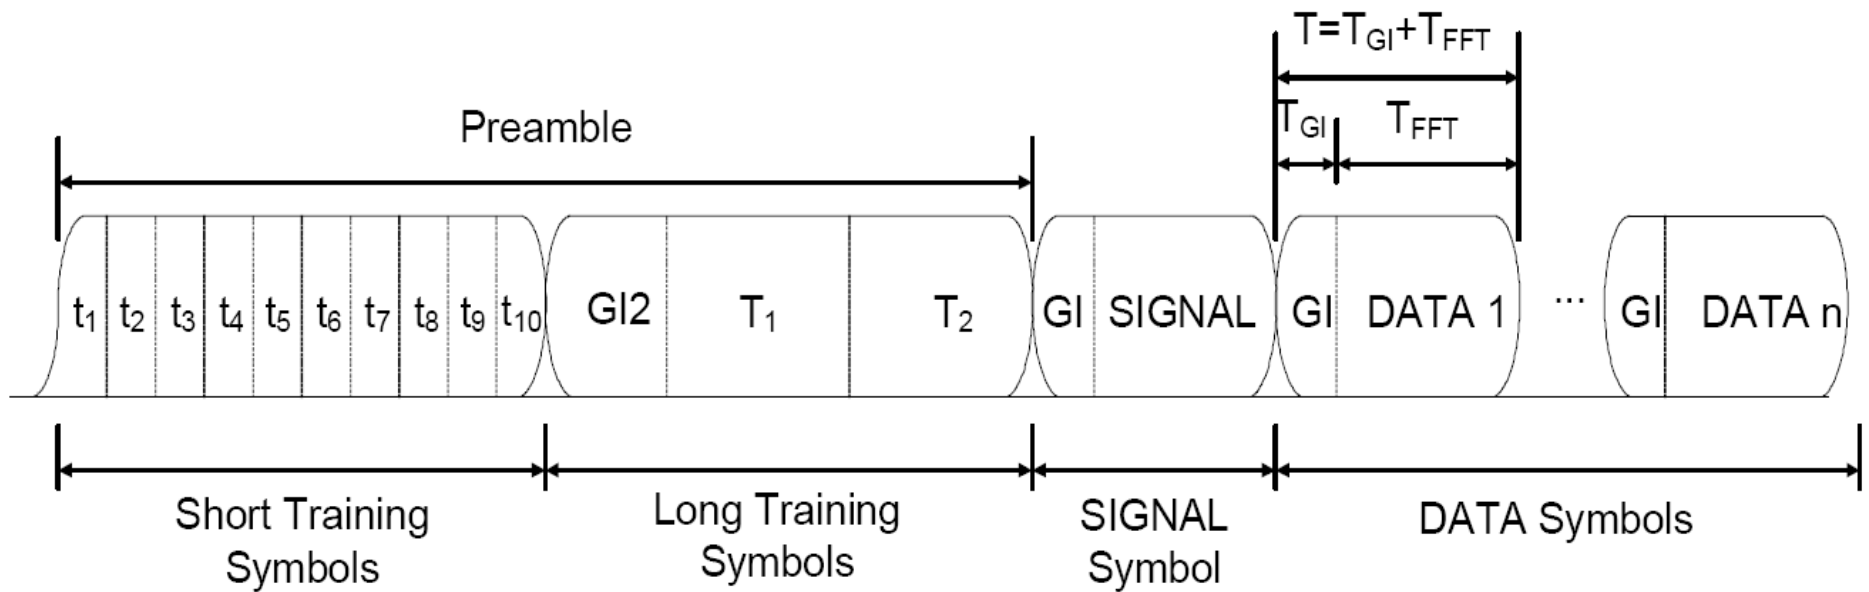 T=TGI+TFFT
Preamble
TGI TFFT
t1 t2 t3 t4 t5 t6 t7 t8 t9 t10 GI2 T1 T2 GI SIGNAL GI DATA 1 ... GI DATA n
Short Training
Symbols
Long Training
Symbols
SIGNAL
Symbol
DATA Symbols